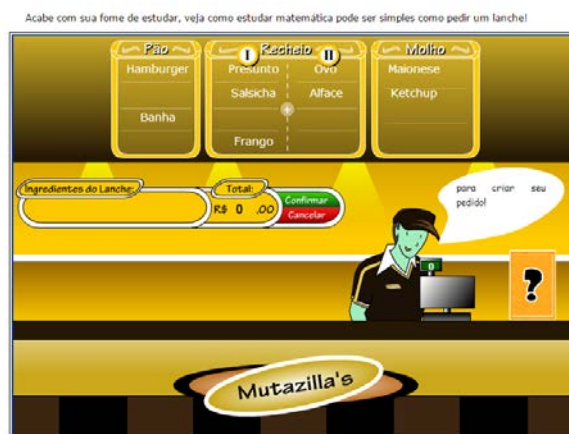 Acabe com sua fome de estudar, veja como estudar matemática pode ser simples como pedir um lanche!
Pão
Hamburger
Banha
I Recheio II
Presunto Ovo
Salsicha Alface
+
Frango
Molho
Maionese
Ketchup
Ingredientes do Lanche:
Total:
R$ 0 .00
Confirmar
Cancelar
para criar seu
pedido!
0
?
Mutazilla's